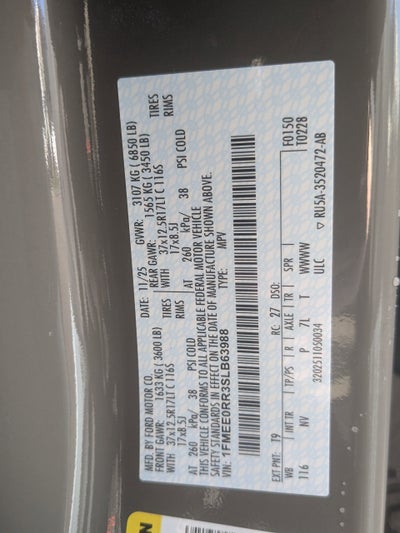 MFD. BY FORD MOTOR CO.
DATE: 11/25 GVWR: 3107 KG ( 6850 LB)
FRONT GAWR: 1633 KG (3600 LB) REAR GAWR: 1565 KG ( 3450 LB)
WITH 37x12.5R17LT C 116S TIRES WITH 37x12.5R17LT C 116S TIRES
17x8.5J RIMS 17x8.5J RIMS
AT 260 kPa/ 38 PSI COLD AT 260 kPa/ 38 PSI COLD
THIS VEHICLE CONFORMS TO ALL APPLICABLE FEDERAL MOTOR VEHICLE
SAFETY STANDARDS IN EFFECT ON THE DATE OF MANUFACTURE SHOWN ABOVE.
VIN: 1FMEE0RR3SLB63988 TYPE: MPV
F0150
T0228
EXT PNT: T9 RC: 27 DSO:
WB INT TR TP/PS R AXLE TR SPR
116 P 7L T WWWW
ULC ▽ RU5A-3520472-AB
3202511050034